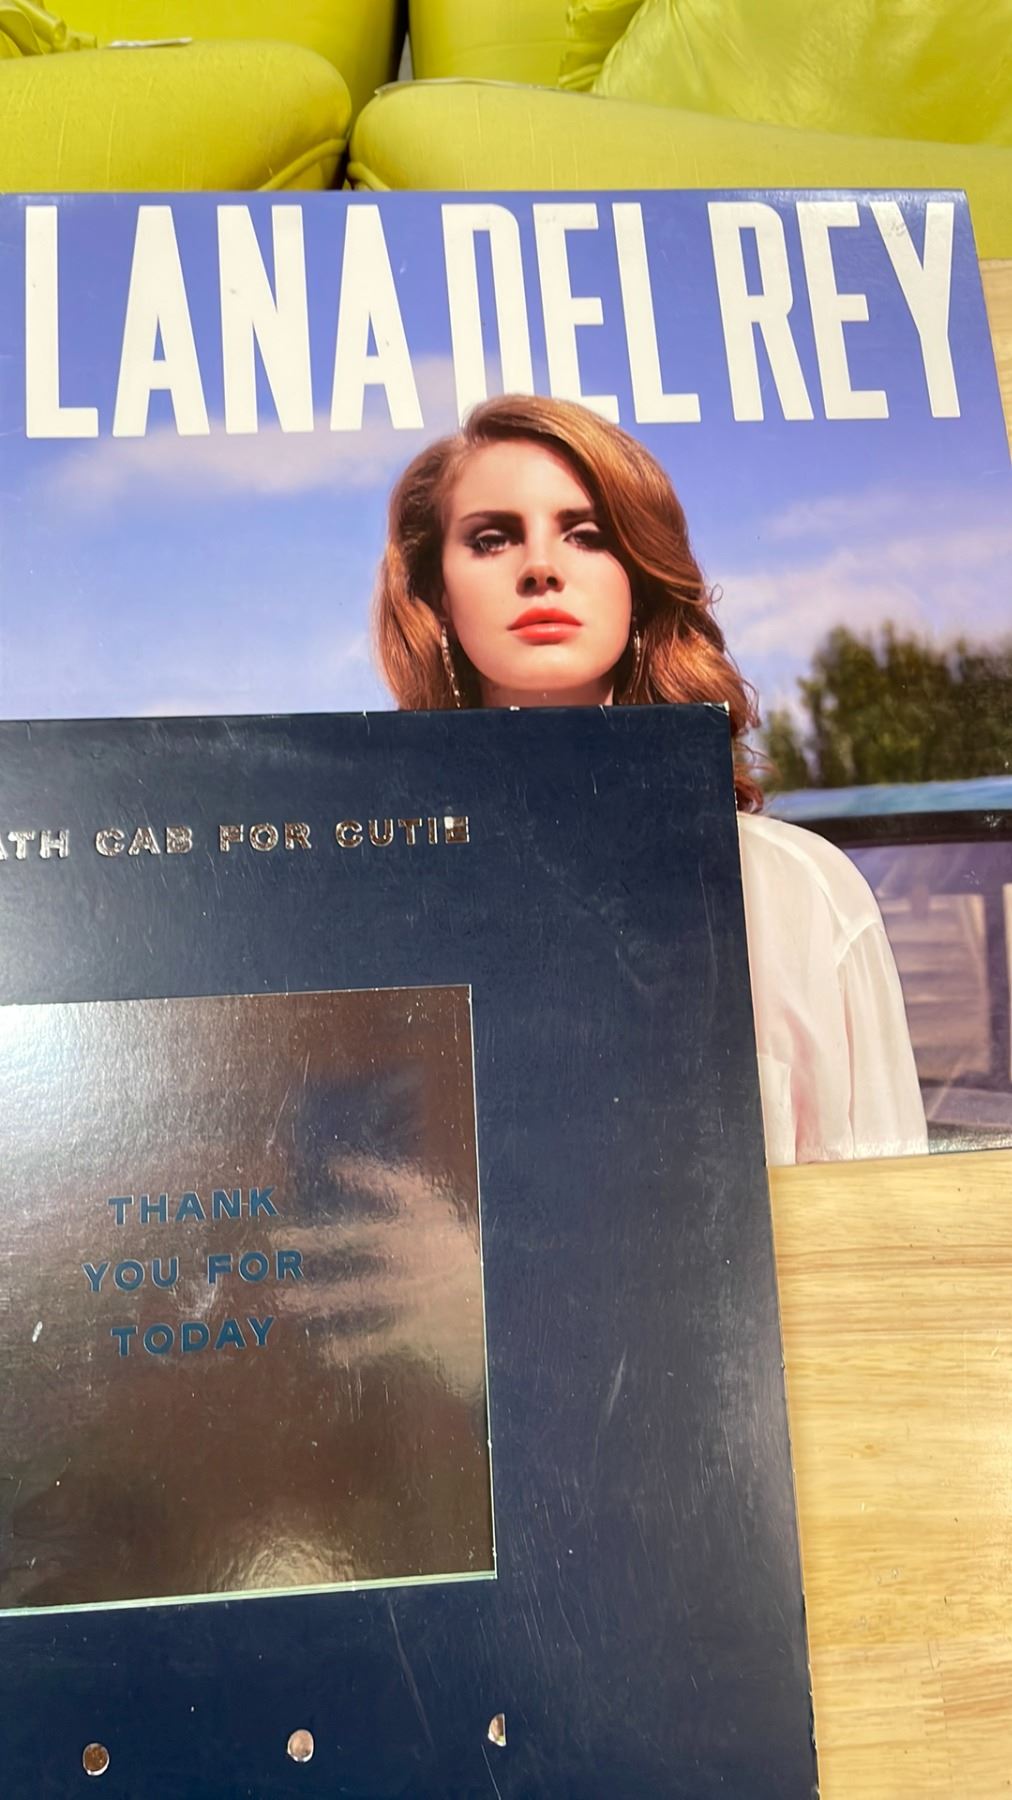 LANA DEL REY
ATH CAB FOR CUTIE
THANK
YOU FOR
TODAY